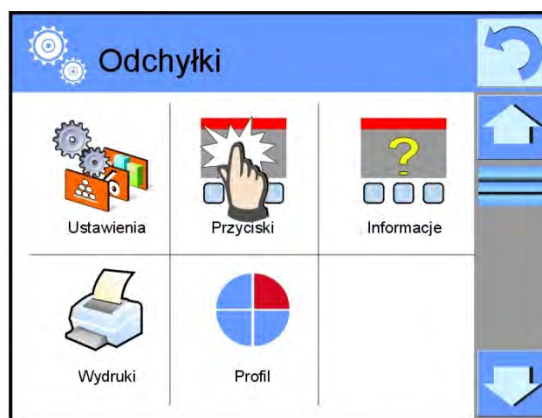 Odchyłki
Ustawienia
Przyciski
?
Informacje
Wydruki
Profil